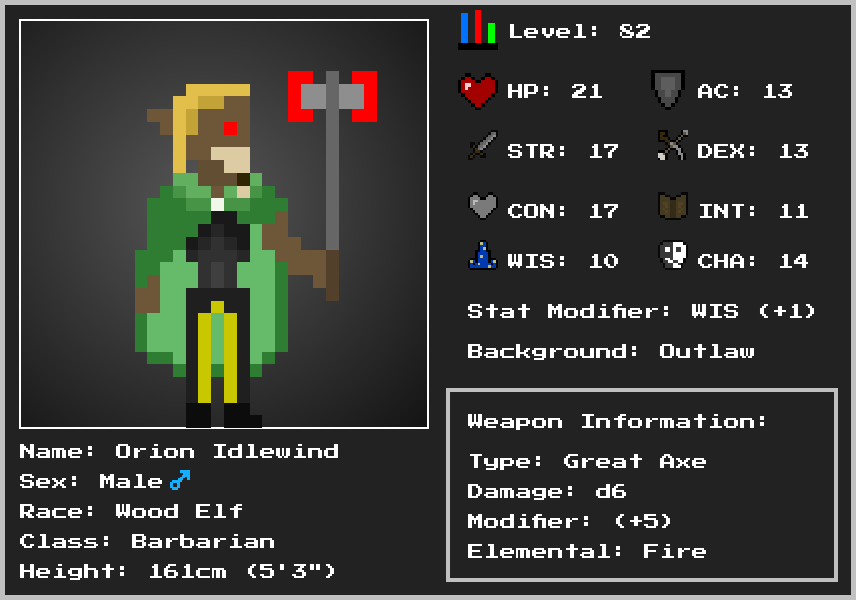 Level: 82
HP: 21
AC: 13
STR: 17
DEX: 13
CON: 17
INT: 11
WIS: 10
CHA: 14
Stat Modifier: WIS (+1)
Background: Outlaw
Name: Orion Idlewind
Sex: Male♂
Race: Wood Elf
Class: Barbarian
Height: 161cm (5'3")
Weapon Information:
Type: Great Axe
Damage: d6
Modifier: (+5)
Elemental: Fire